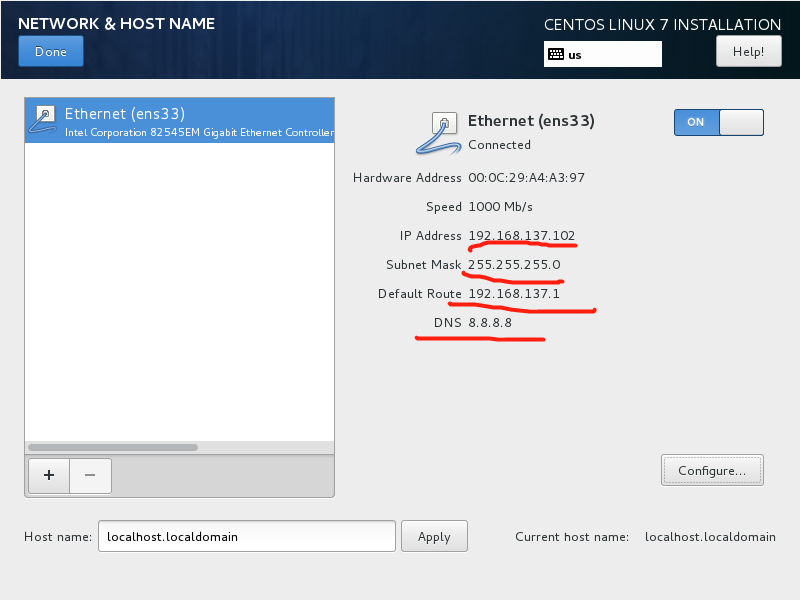 NETWORK & HOST NAME
CENTOS LINUX 7 INSTALLATION
Done
us
Help!
Ethernet (ens33)
Intel Corporation 82545EM Gigabit Ethernet Controller
Ethernet (ens33)
Connected
ON
Hardware Address 00:0C:29:A4:A3:97
Speed 1000 Mb/s
IP Address 192.168.137.102
Subnet Mask 255.255.255.0
Default Route 192.168.137.1
DNS 8.8.8.8
+ −
Configure...
Host name: localhost.localdomain Apply
Current host name: localhost.localdomain